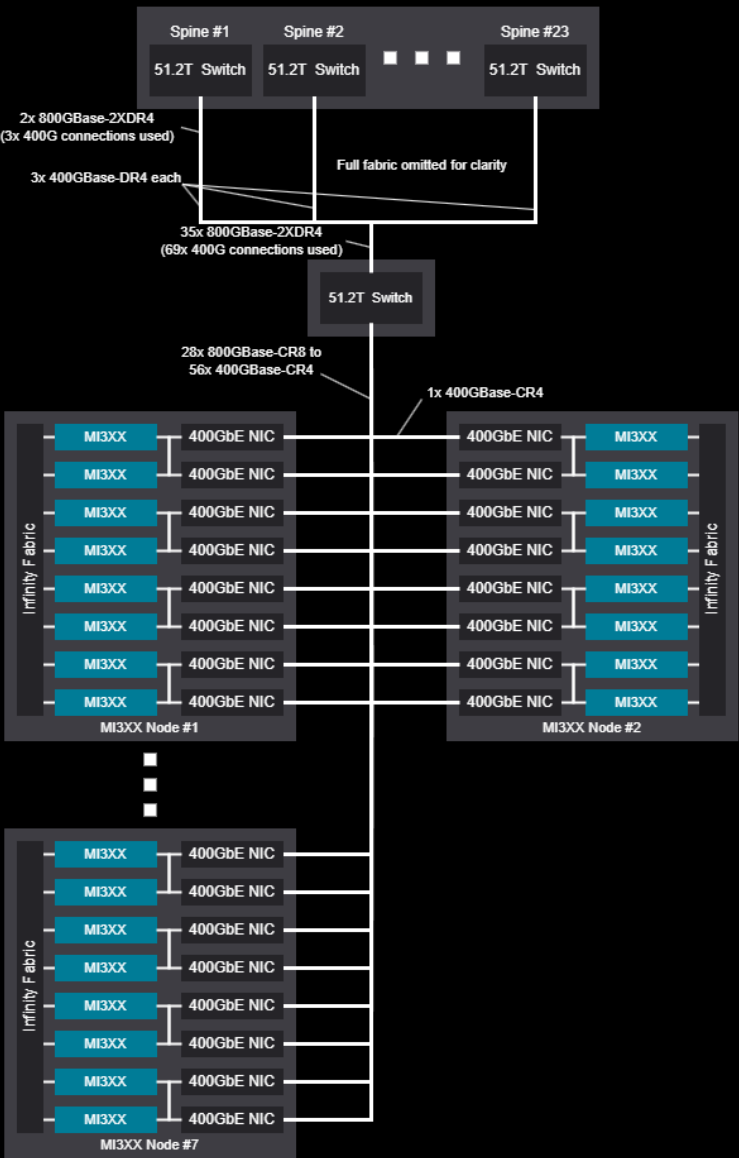 Spine #1
Spine #2
Spine #23
51.2T Switch
51.2T Switch
51.2T Switch
2x 800GBase-2XDR4
(3x 400G connections used)
Full fabric omitted for clarity
3x 400GBase-DR4 each
35x 800GBase-2XDR4
(69x 400G connections used)
51.2T Switch
28x 800GBase-CR8 to
56x 400GBase-CR4
1x 400GBase-CR4
Infinity Fabric
MI3XX
400GbE NIC
MI3XX
400GbE NIC
MI3XX
400GbE NIC
MI3XX
400GbE NIC
MI3XX
400GbE NIC
MI3XX
400GbE NIC
MI3XX
400GbE NIC
MI3XX
400GbE NIC
MI3XX Node #1
400GbE NIC
MI3XX
400GbE NIC
MI3XX
400GbE NIC
MI3XX
400GbE NIC
MI3XX
400GbE NIC
MI3XX
400GbE NIC
MI3XX
400GbE NIC
MI3XX
400GbE NIC
MI3XX
Infinity Fabric
MI3XX Node #2
Infinity Fabric
MI3XX
400GbE NIC
MI3XX
400GbE NIC
MI3XX
400GbE NIC
MI3XX
400GbE NIC
MI3XX
400GbE NIC
MI3XX
400GbE NIC
MI3XX
400GbE NIC
MI3XX
400GbE NIC
MI3XX Node #7